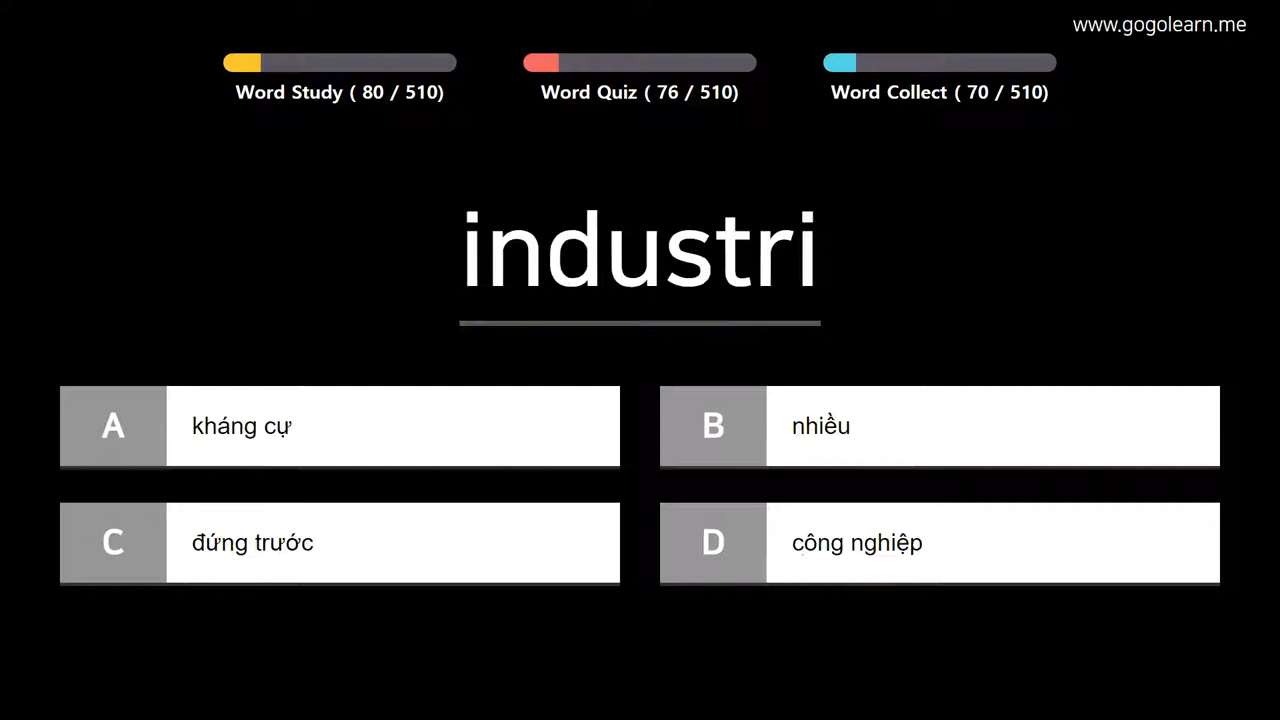 www.gogolearn.me
Word Study ( 80 / 510)
Word Quiz ( 76 / 510)
Word Collect ( 70 / 510)
industri
A kháng cự
B nhiều
C đứng trước
D công nghiệp